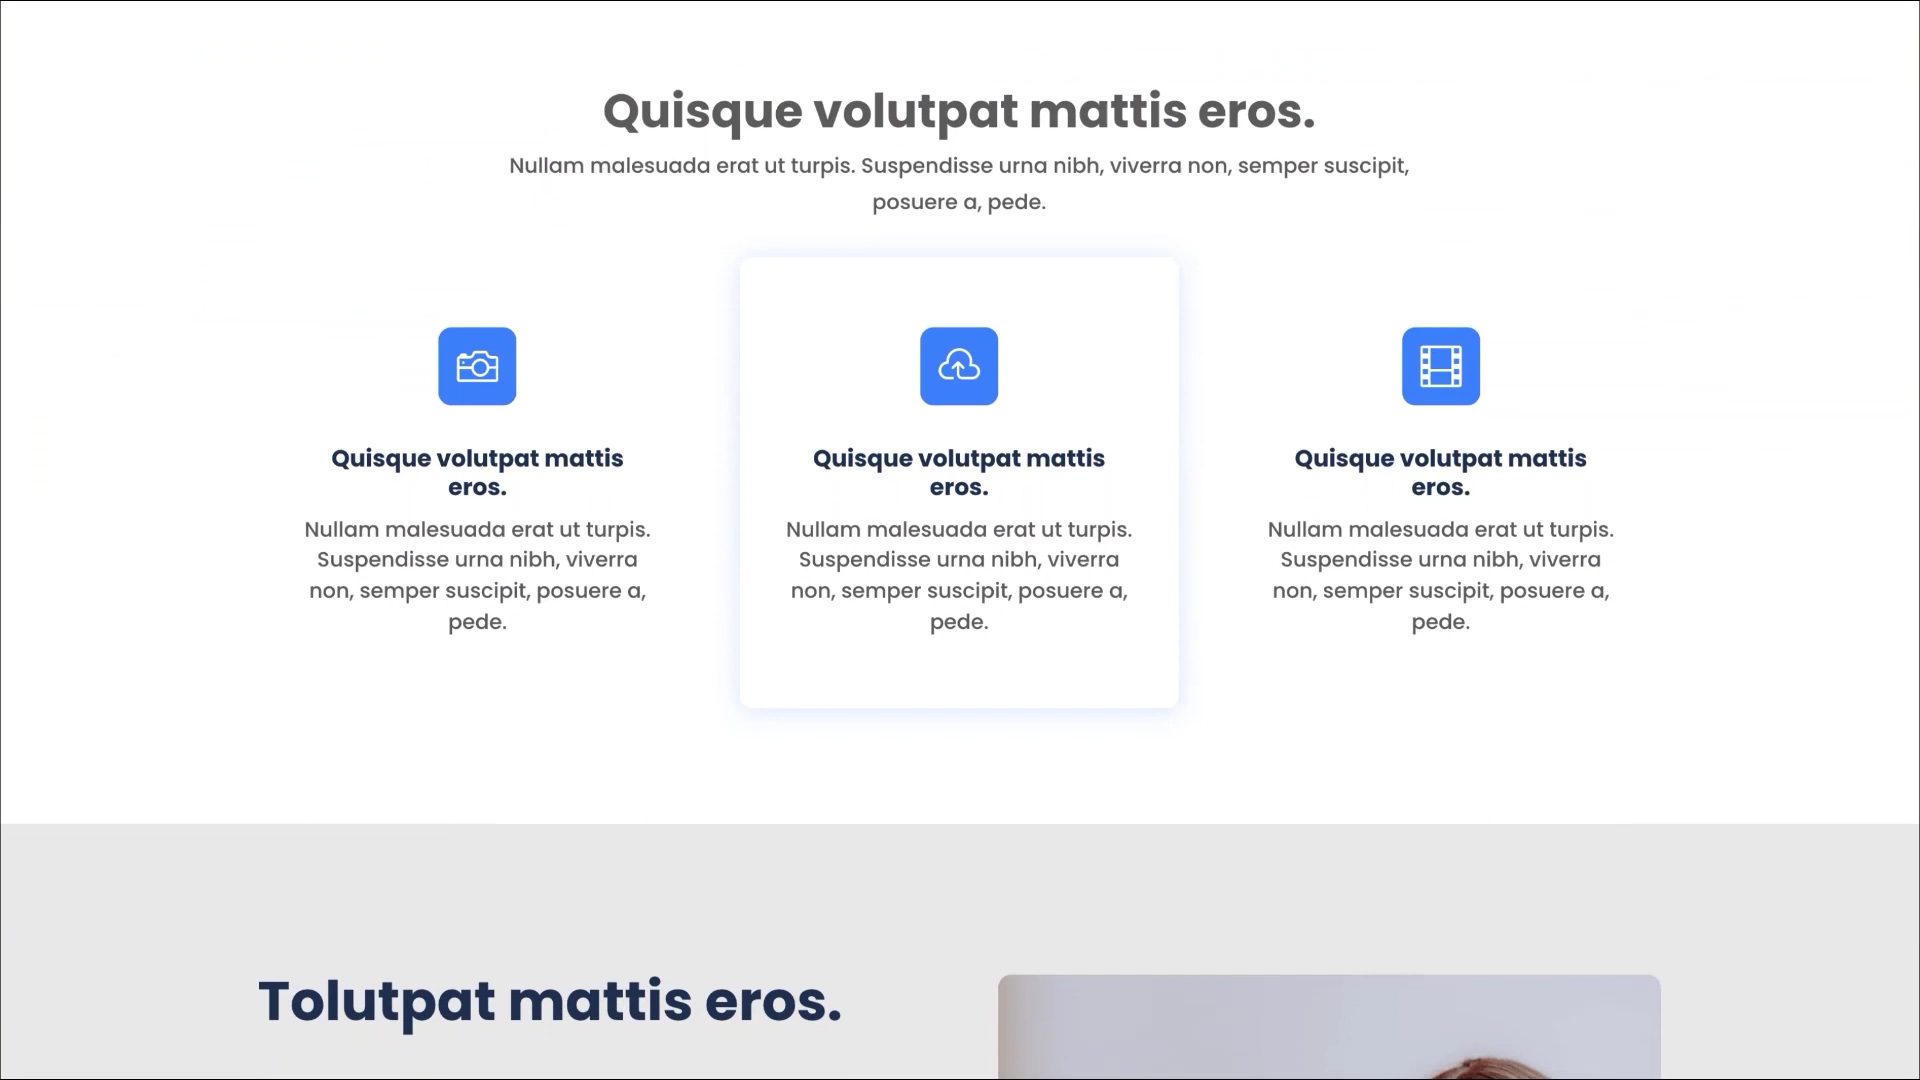 Quisque volutpat mattis eros.
Nullam malesuada erat ut turpis. Suspendisse urna nibh, viverra non, semper suscipit,
posuere a, pede.
Quisque volutpat mattis
eros.
Nullam malesuada erat ut turpis.
Suspendisse urna nibh, viverra
non, semper suscipit, posuere a,
pede.
Quisque volutpat mattis
eros.
Nullam malesuada erat ut turpis.
Suspendisse urna nibh, viverra
non, semper suscipit, posuere a,
pede.
Quisque volutpat mattis
eros.
Nullam malesuada erat ut turpis.
Suspendisse urna nibh, viverra
non, semper suscipit, posuere a,
pede.
Tolutpat mattis eros.